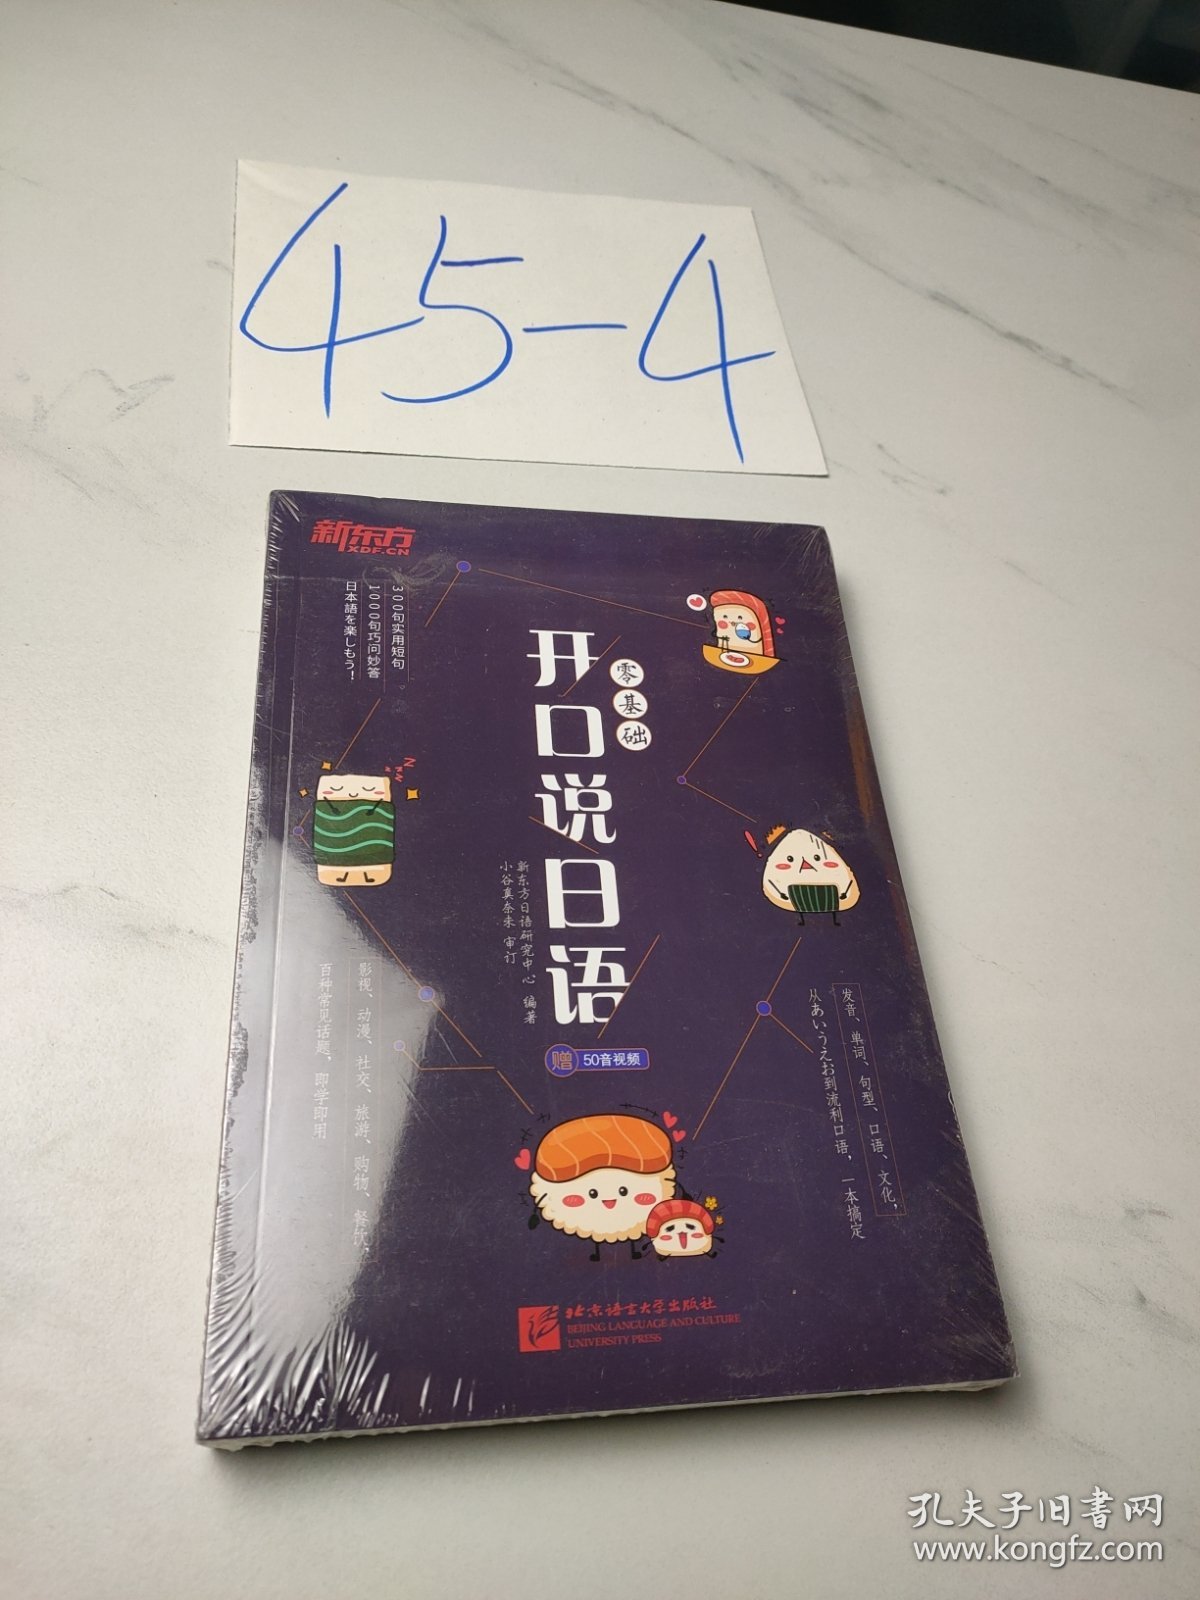 45-4
新东方
XDF.CN
300句实用短句
1000句巧问妙答
日本語を楽しもう!
零基础
开口说日语
新东方日语研究中心 编著
小谷真奈来 审订
赠 50音视频
N
发音、单词、句型、口语、文化,
从あいうえお到流利口语,一本搞定
影视、动漫、社交、旅游、购物、餐饮,
百种常见话题,即学即用
北京语言大学出版社
BEIJING LANGUAGE AND CULTURE
UNIVERSITY PRESS
孔夫子旧书网
www.kongfz.com